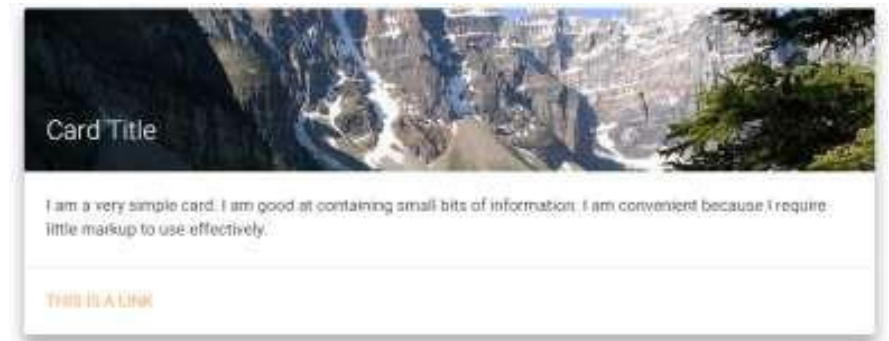 Card Title
I am a very simple card. I am good at containing small bits of information. I am convenient because I require
little markup to use effectively.
THIS IS A LINK